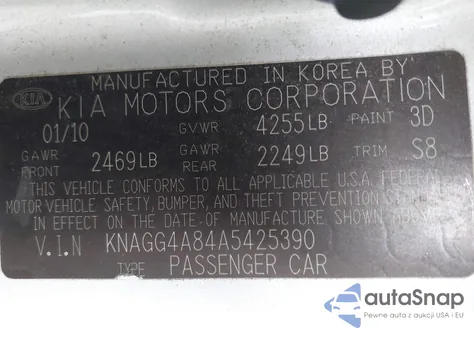 MANUFACTURED IN KOREA BY
KIA KIA MOTORS CORPORATION
01/10 GVWR 4255LB PAINT 3D
GAWR FRONT 2469LB GAWR REAR 2249LB TRIM S8
THIS VEHICLE CONFORMS TO ALL APPLICABLE U.S.A. FEDERAL
MOTOR VEHICLE SAFETY, BUMPER, AND THEFT PREVENTION ST
IN EFFECT ON THE DATE OF MANUFACTURE, SHOWN
V.I.N KNAGG4A84A5425390
TYPE PASSENGER CAR
autoSnap
Pewne auta z aukcji USA i EU